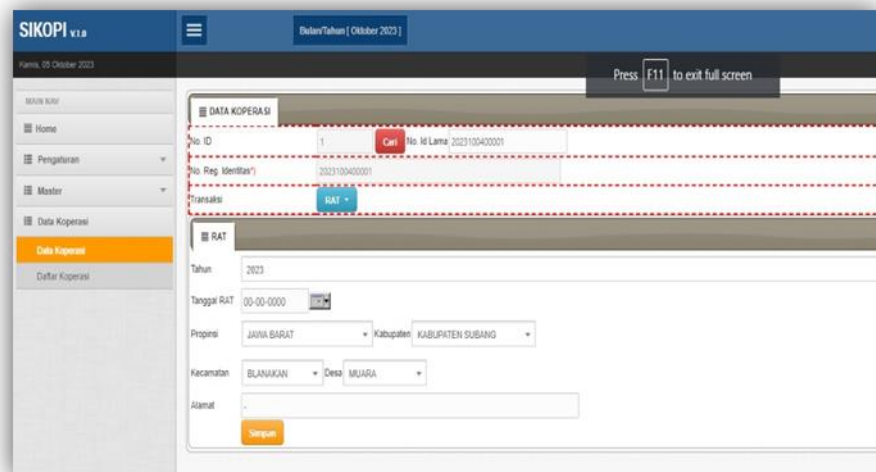 SIKOPI V.1.0
Bulan/Tahun [ Oktober 2023 ]
Kamis, 05 Oktober 2023
Press F11 to exit full screen
MAIN NAV
Home
Pengaturan
Master
Data Koperasi
Data Koperasi
Daftar Koperasi
DATA KOPERASI
No. ID 1 Cari No. Id Lama 2023100400001
No. Reg. Identitas*) 2023100400001
Transaksi RAT
RAT
Tahun 2023
Tanggal RAT 00-00-0000
Propinsi JAWA BARAT Kabupaten KABUPATEN SUBANG
Kecamatan BLANAKAN Desa MUARA
Alamat -
Simpan